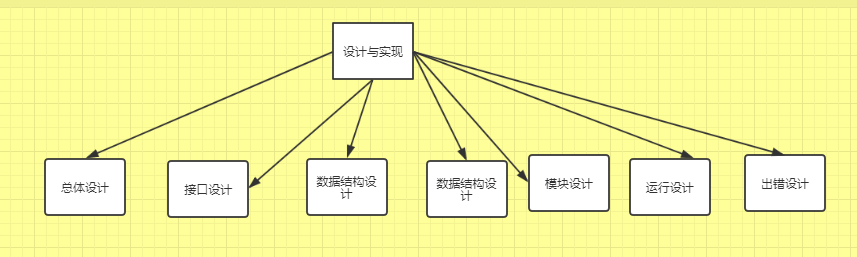 设计与实现
总体设计
接口设计
数据结构设
计
数据结构设
计
模块设计
运行设计
出错设计